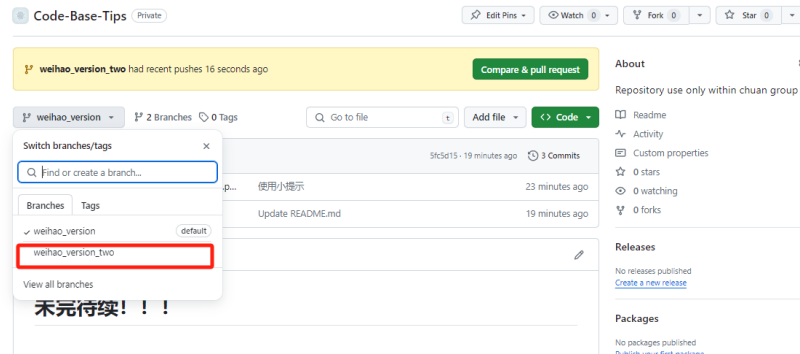 Code-Base-Tips Private Edit Pins Watch 0 Fork 0 Star 0
weihao_version_two had recent pushes 16 seconds ago Compare & pull request
About
Repository use only within chuan group
weihao_version 2 Branches 0 Tags Go to file t Add file Code
Readme
Switch branches/tags
Activity
5fc5d15 · 19 minutes ago 3 Commits
Custom properties
Find or create a branch...
0 stars
使用小提示 23 minutes ago
0 watching
Branches Tags
0 forks
Update README.md 19 minutes ago
weihao_version default
weihao_version_two
Releases
No releases published
Create a new release
View all branches
未完待续！！！
Packages
No packages published
Publish your first package